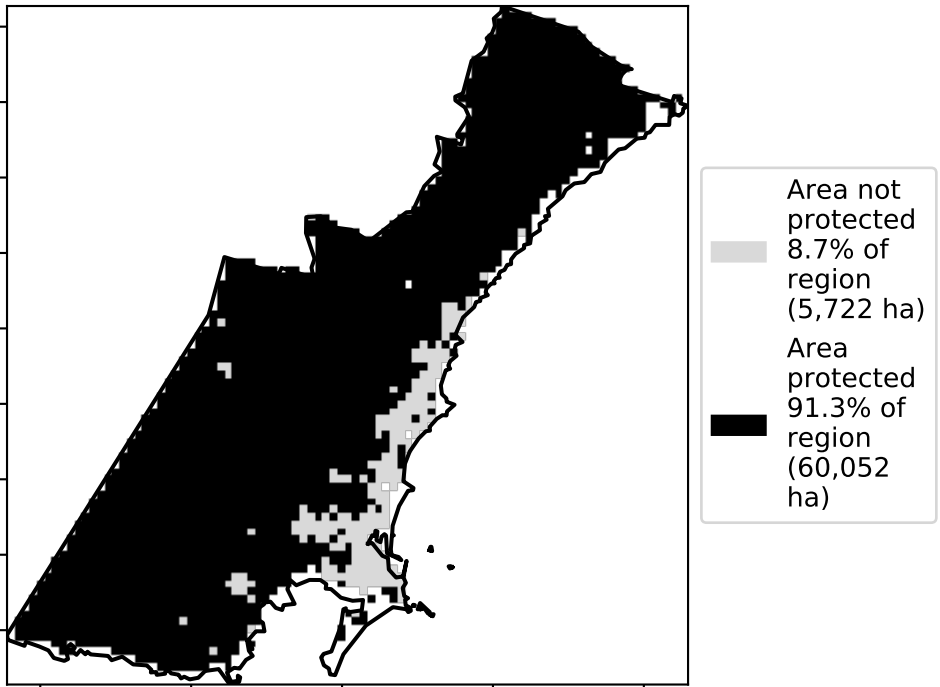 Area not
protected
8.7% of
region
(5,722 ha)
Area
protected
91.3% of
region
(60,052
ha)